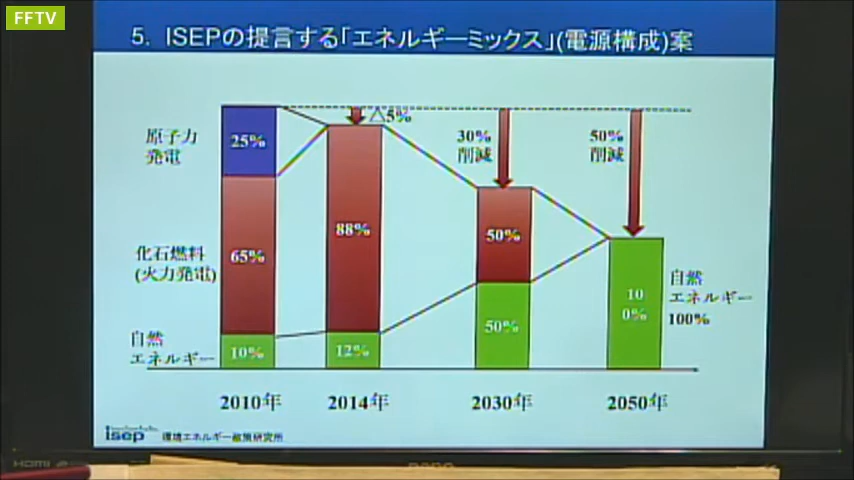 FFTV
5. ISEPの提言する「エネルギーミックス」(電源構成)案
△5%
原子力
発電
25%
30%
削減
50%
削減
化石燃料
(火力発電)
65%
88%
50%
自然
エネルギー
100%
10
0%
自然
エネルギー
10%
12%
50%
2010年
2014年
2030年
2050年
isep 環境エネルギー政策研究所
HDMI